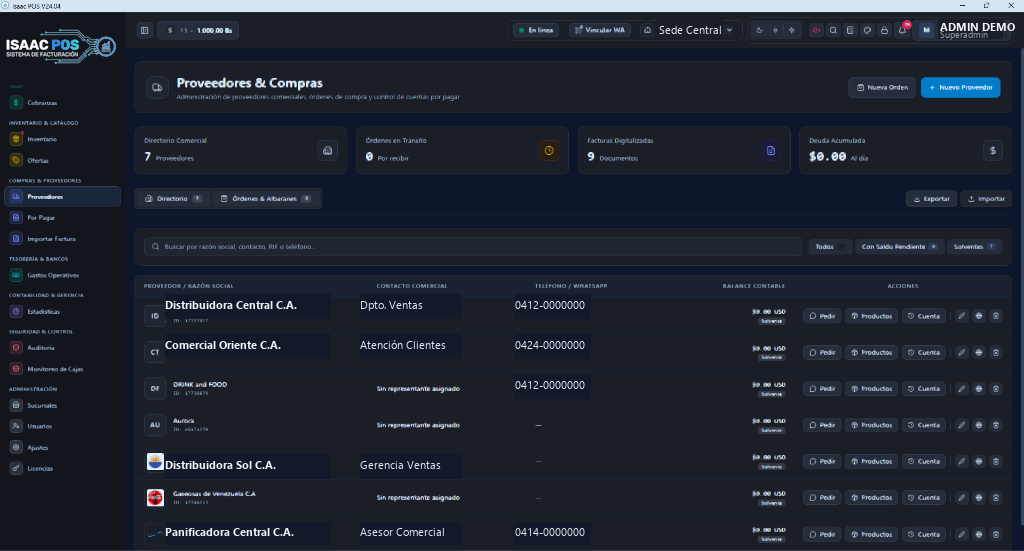 Isaac POS V24.04
ISAAC POS
SISTEMA DE FACTURACIÓN
En línea
Vincular WA
Sede Central
M
ADMIN DEMO
Superadmin
Cobranzas
INVENTARIO & CATÁLOGO
Inventario
Ofertas
COMPRAS & PROVEEDORES
Proveedores
Por Pagar
Importar Factura
TESORERÍA & BANCOS
Gastos Operativos
CONTABILIDAD & GERENCIA
Estadísticas
SEGURIDAD & CONTROL
Auditoría
Monitoreo de Cajas
ADMINISTRACIÓN
Sucursales
Usuarios
Ajustes
Licencias
Proveedores & Compras
Administración de proveedores comerciales, órdenes de compra y control de cuentas por pagar
Nueva Orden
+ Nuevo Proveedor
Directorio Comercial
7 Proveedores
Órdenes en Tránsito
0 Por recibir
Facturas Digitalizadas
9 Documentos
Deuda Acumulada
$0.00 Al día
Directorio 7
Órdenes & Albaranes 0
Exportar
Importar
Buscar por razón social, contacto, RIF o teléfono...
Todos
Con Saldo Pendiente 0
Solventes 7
PROVEEDOR / RAZÓN SOCIAL CONTACTO COMERCIAL TELÉFONO / WHATSAPP BALANCE CONTABLE ACCIONES
ID Distribuidora Central C.A. Dpto. Ventas 0412-0000000 $0.00 USD Solvente Pedir Productos Cuenta
CT Comercial Oriente C.A. Atención Clientes 0424-0000000 $0.00 USD Solvente Pedir Productos Cuenta
DF DRINK and FOOD Sin representante asignado 0412-0000000 $0.00 USD Solvente Pedir Productos Cuenta
AU Aurora Sin representante asignado — $0.00 USD Solvente Pedir Productos Cuenta
Distribuidora Sol C.A. Gerencia Ventas — $0.00 USD Solvente Pedir Productos Cuenta
Gaseosas de Venezuela C.A Sin representante asignado — $0.00 USD Solvente Pedir Productos Cuenta
Panificadora Central C.A. Asesor Comercial 0414-0000000 $0.00 USD Solvente Pedir Productos Cuenta